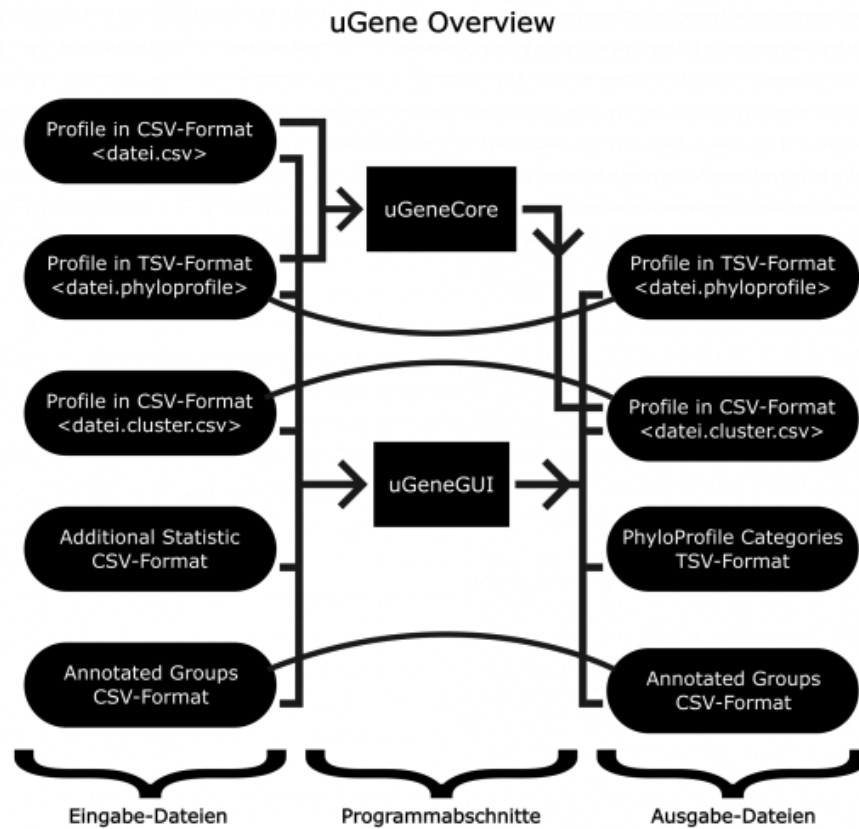 uGene Overview
Profile in CSV-Format
<datei.csv>
Profile in TSV-Format
<datei.phyloprofile>
Profile in CSV-Format
<datei.cluster.csv>
Additional Statistic
CSV-Format
Annotated Groups
CSV-Format
Eingabe-Dateien
uGeneCore
uGeneGUI
Programmabschnitte
Profile in TSV-Format
<datei.phyloprofile>
Profile in CSV-Format
<datei.cluster.csv>
PhyloProfile Categories
TSV-Format
Annotated Groups
CSV-Format
Ausgabe-Dateien